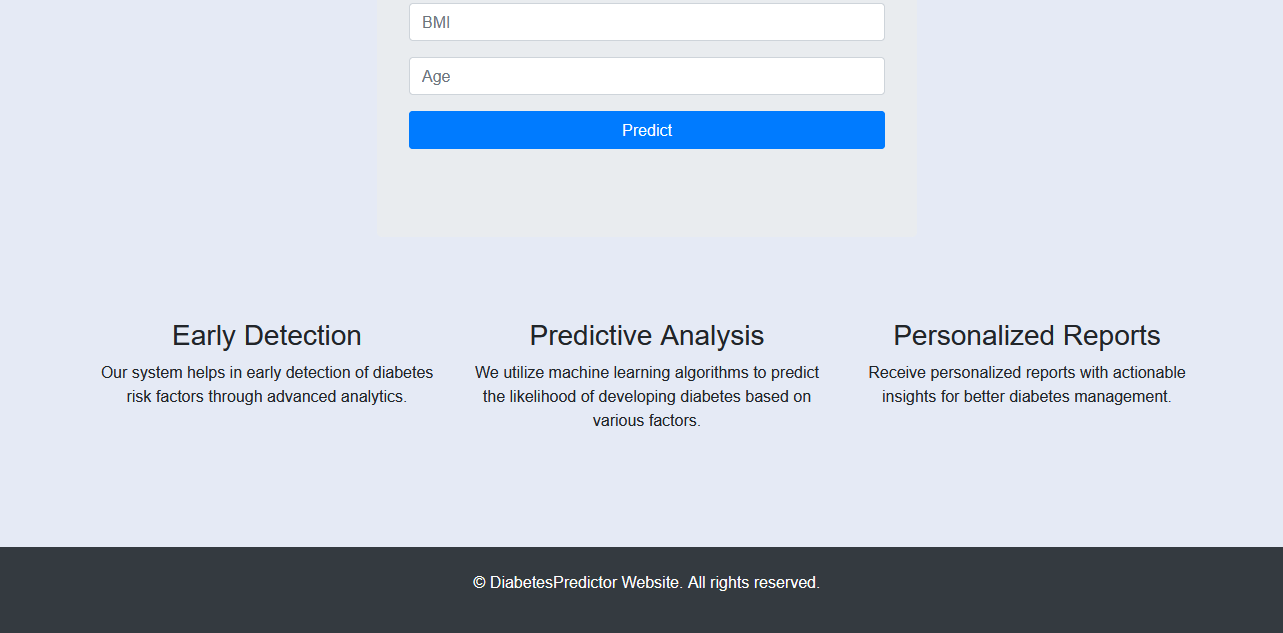 BMI
Age
Predict
Early Detection
Our system helps in early detection of diabetes
risk factors through advanced analytics.
Predictive Analysis
We utilize machine learning algorithms to predict
the likelihood of developing diabetes based on
various factors.
Personalized Reports
Receive personalized reports with actionable
insights for better diabetes management.
© DiabetesPredictor Website. All rights reserved.